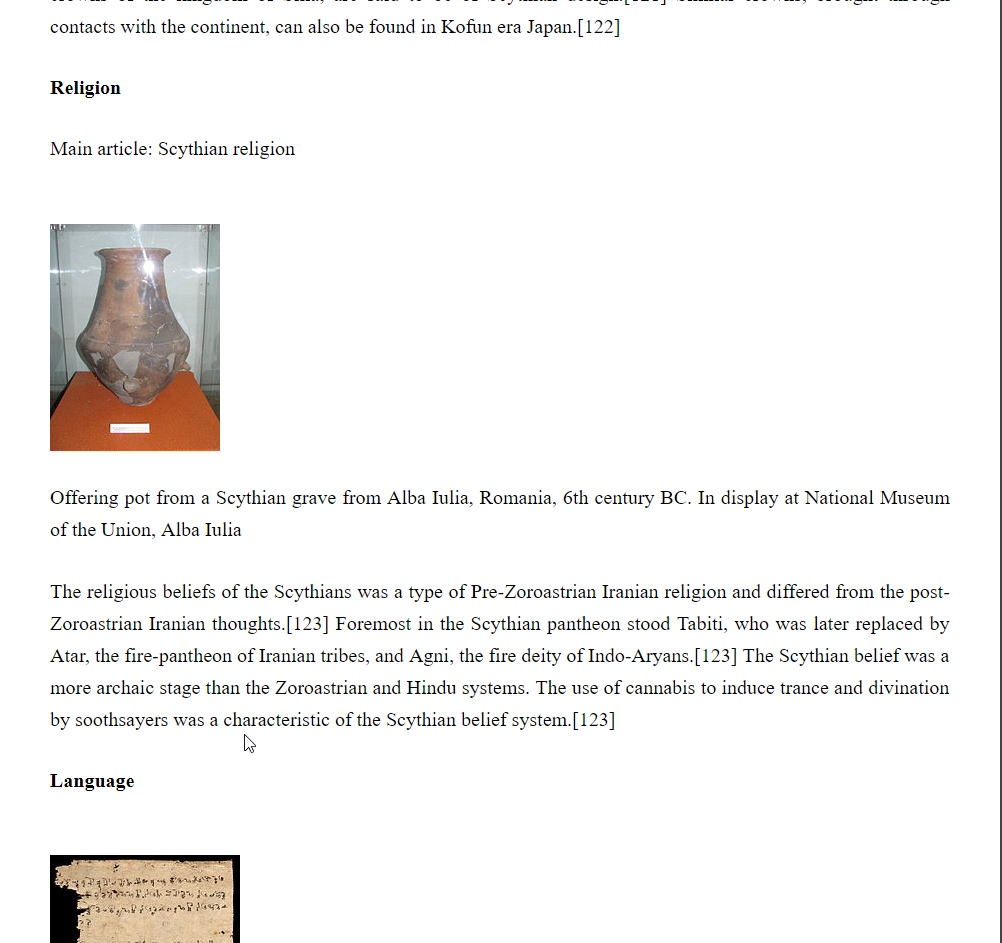 contacts with the continent, can also be found in Kofun era Japan.[122]
Religion
Main article: Scythian religion
Offering pot from a Scythian grave from Alba Iulia, Romania, 6th century BC. In display at National Museum
of the Union, Alba Iulia
The religious beliefs of the Scythians was a type of Pre-Zoroastrian Iranian religion and differed from the post-
Zoroastrian Iranian thoughts.[123] Foremost in the Scythian pantheon stood Tabiti, who was later replaced by
Atar, the fire-pantheon of Iranian tribes, and Agni, the fire deity of Indo-Aryans.[123] The Scythian belief was a
more archaic stage than the Zoroastrian and Hindu systems. The use of cannabis to induce trance and divination
by soothsayers was a characteristic of the Scythian belief system.[123]
Language